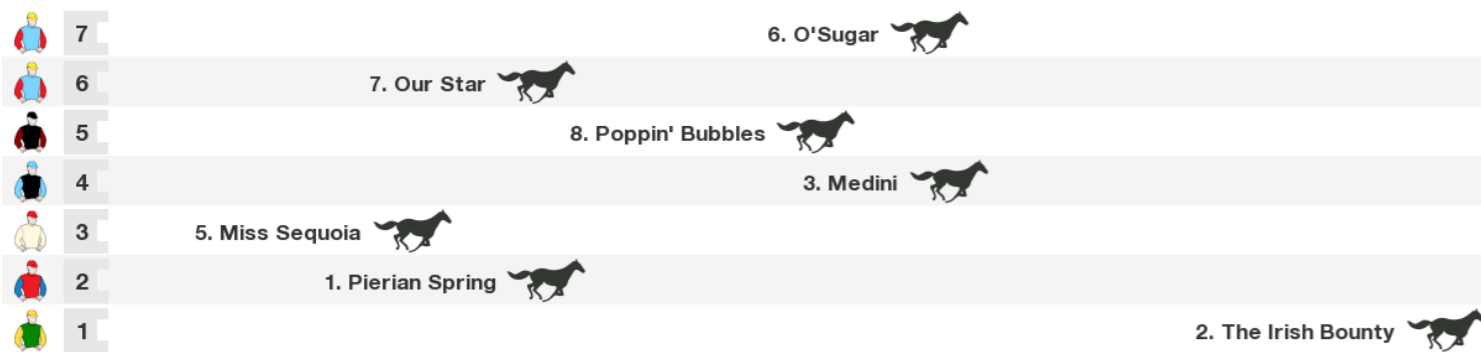 7 6. O'Sugar
6 7. Our Star
5 8. Poppin' Bubbles
4 3. Medini
3 5. Miss Sequoia
2 1. Pierian Spring
1 2. The Irish Bounty